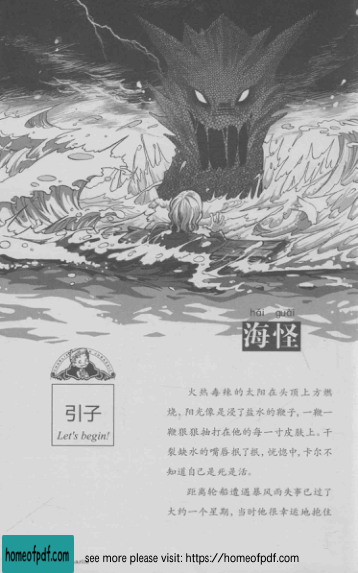 hǎi guài
海怪
引子
Let's begin!
火热毒辣的太阳在头顶上方燃
烧，阳光像是浸了盐水的鞭子，一鞭一
鞭狠狠抽打在他的每一寸皮肤上。干
裂缺水的嘴唇抿了抿，恍惚中，卡尔不
知道自己是死是活。
距离轮船遭遇暴风雨失事已过了
大约一个星期，当时他很幸运地抱住
homeofpdf.com
see more please visit: https://homeofpdf.com